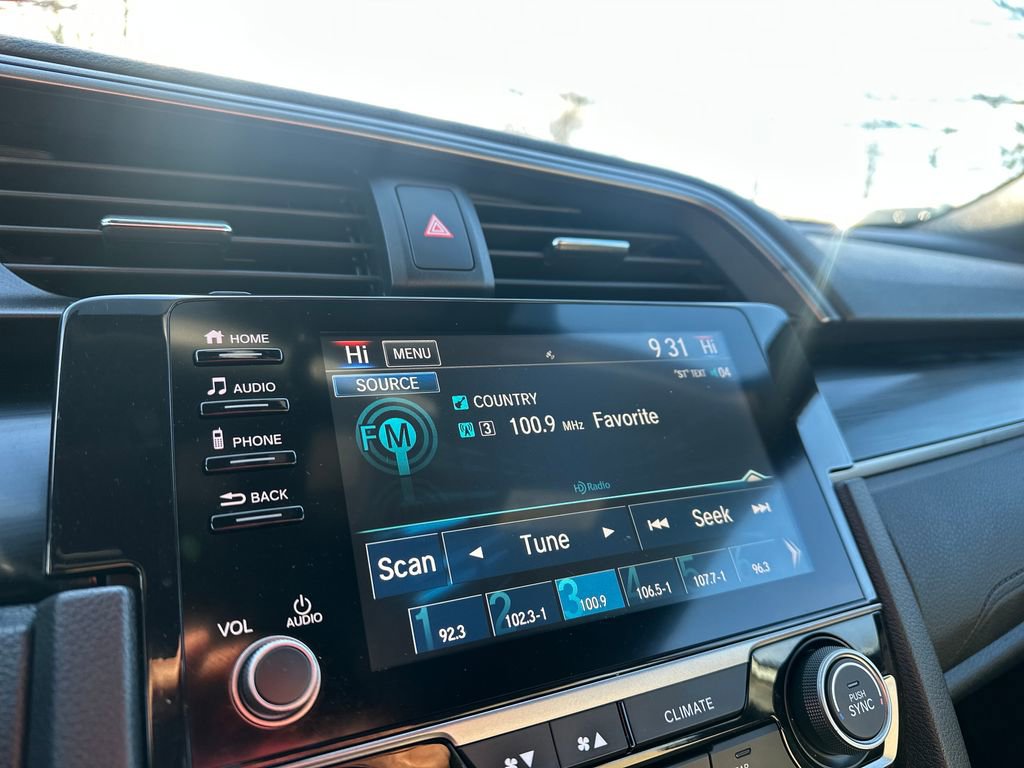 HOME
AUDIO
PHONE
BACK
VOL
AUDIO
Hi MENU 9 31 Hi
SOURCE "ST" TEXT 04
FM
COUNTRY
3 100.9 MHz Favorite
HD Radio
Scan Tune Seek
1 92.3 2 102.3-1 3 100.9 4 106.5-1 5 107.7-1 6 96.3
CLIMATE
PUSH
SYNC